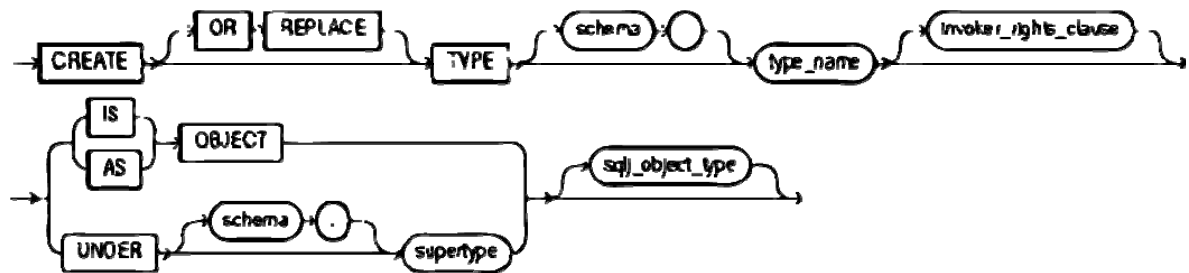 OR REPLACE schema invoker_rights_clause
CREATE TYPE type_name
IS
OBJECT
AS sqlj_object_type
schema .
UNDER supertype